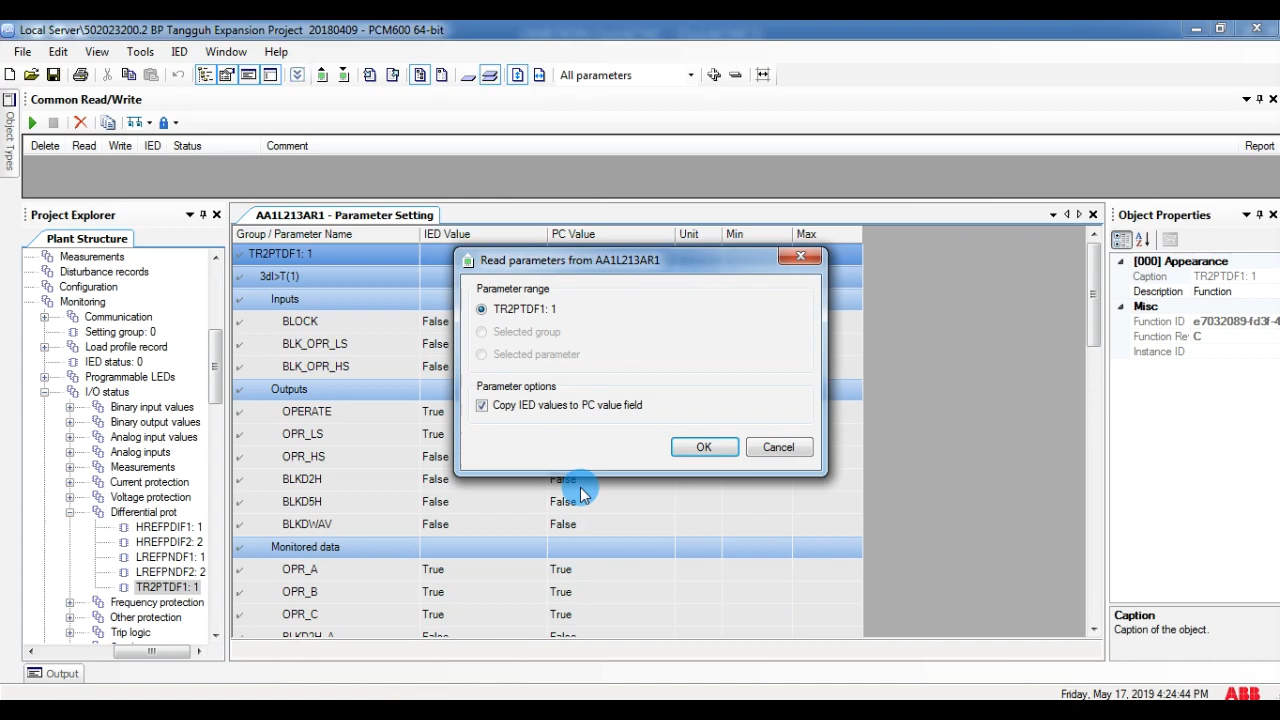 Local Server\502023200.2 BP Tangguh Expansion Project 20180409 - PCM600 64-bit
File Edit View Tools IED Window Help
All parameters
Common Read/Write
Object Types
Delete Read Write IED Status Comment Report
Project Explorer
Plant Structure
Measurements
Disturbance records
Configuration
Monitoring
Communication
Setting group: 0
Load profile record
IED status: 0
Programmable LEDs
I/O status
Binary input values
Binary output values
Analog input values
Analog inputs
Measurements
Current protection
Voltage protection
Differential prot
HREFPDIF1: 1
HREFPDIF2: 2
LREFPNDF1: 1
LREFPNDF2: 2
TR2PTDF1: 1
Frequency protection
Other protection
Trip logic
AA1L213AR1 - Parameter Setting
Group / Parameter Name IED Value PC Value Unit Min Max
TR2PTDF1: 1
3dI>T(1)
Inputs
BLOCK False
BLK_OPR_LS False
BLK_OPR_HS False
Outputs
OPERATE True
OPR_LS True
OPR_HS False
BLKD2H False False
BLKD5H False False
BLKDWAV False False
Monitored data
OPR_A True True
OPR_B True True
OPR_C True True
BLKD2H_A False False
Read parameters from AA1L213AR1
Parameter range
TR2PTDF1: 1
Selected group
Selected parameter
Parameter options
Copy IED values to PC value field
OK Cancel
Object Properties
[000] Appearance
Caption TR2PTDF1: 1
Description Function
Misc
Function ID e7032089-fd3f-4
Function Re C
Instance ID
Caption
Caption of the object.
Output
Friday, May 17, 2019 4:24:44 PM
ABB